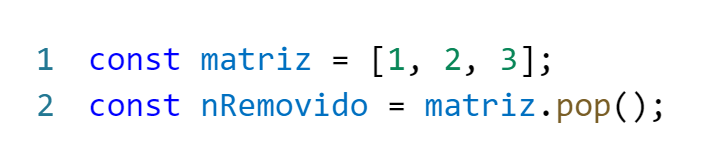 1 const matriz = [1, 2, 3];
2 const nRemovido = matriz.pop();